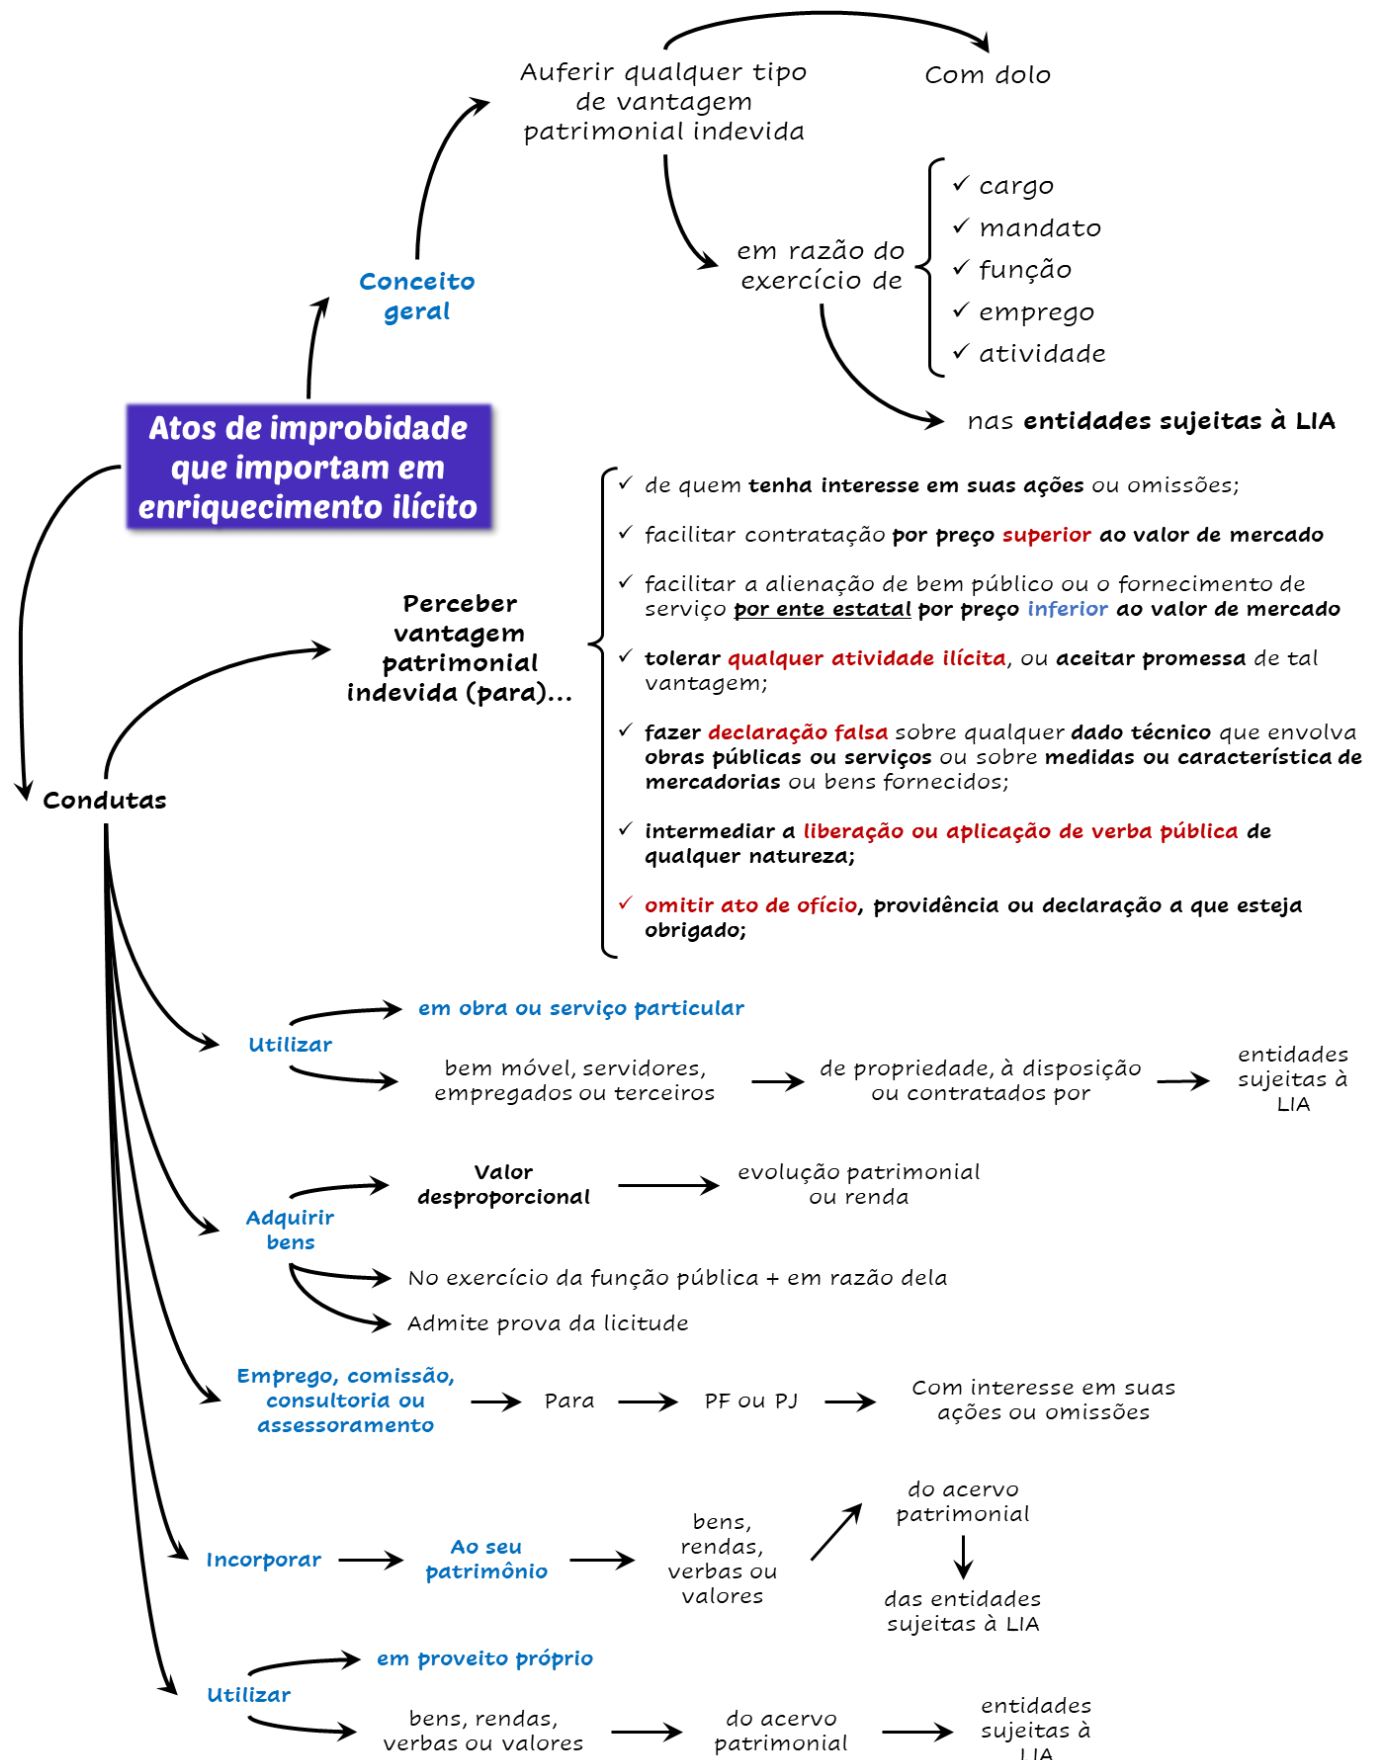 Auferir qualquer tipo
de vantagem
patrimonial indevida
Com dolo
em razão do
exercício de
✓ cargo
✓ mandato
✓ função
✓ emprego
✓ atividade
nas entidades sujeitas à LIA
Conceito
geral
Atos de improbidade
que importam em
enriquecimento ilícito
Condutas
Perceber
vantagem
patrimonial
indevida (para)...
✓ de quem tenha interesse em suas ações ou omissões;
✓ facilitar contratação por preço superior ao valor de mercado
✓ facilitar a alienação de bem público ou o fornecimento de
serviço por ente estatal por preço inferior ao valor de mercado
✓ tolerar qualquer atividade ilícita, ou aceitar promessa de tal
vantagem;
✓ fazer declaração falsa sobre qualquer dado técnico que envolva
obras públicas ou serviços ou sobre medidas ou característica de
mercadorias ou bens fornecidos;
✓ intermediar a liberação ou aplicação de verba pública de
qualquer natureza;
✓ omitir ato de ofício, providência ou declaração a que esteja
obrigado;
Utilizar
em obra ou serviço particular
bem móvel, servidores,
empregados ou terceiros
de propriedade, à disposição
ou contratados por
entidades
sujeitas à
LIA
Adquirir
bens
Valor
desproporcional
evolução patrimonial
ou renda
No exercício da função pública + em razão dela
Admite prova da licitude
Emprego, comissão,
consultoria ou
assessoramento
Para
PF ou PJ
Com interesse em suas
ações ou omissões
Incorporar
Ao seu
patrimônio
bens,
rendas,
verbas ou
valores
do acervo
patrimonial
das entidades
sujeitas à LIA
Utilizar
em proveito próprio
bens, rendas,
verbas ou valores
do acervo
patrimonial
entidades
sujeitas à
LIA